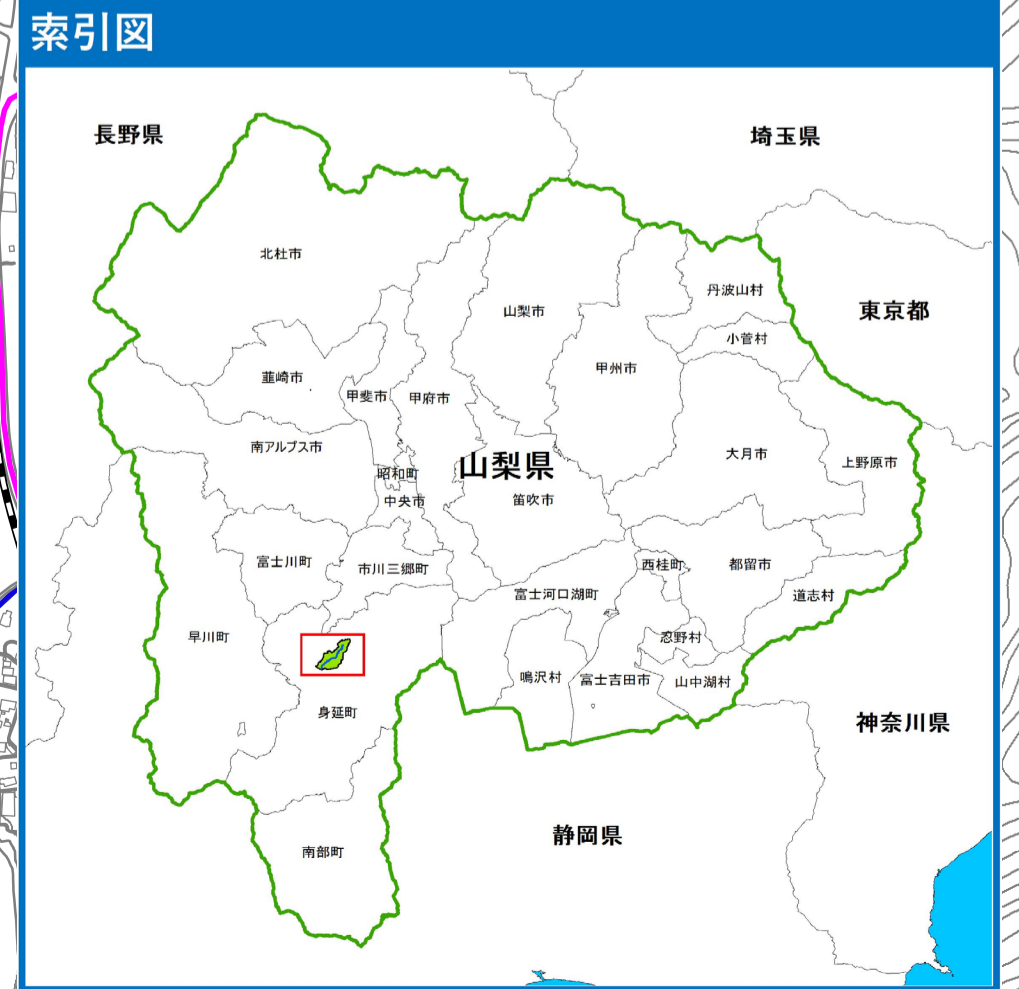 索引図
長野県
埼玉県
北杜市
丹波山村
山梨市
東京都
小菅村
甲州市
韮崎市
甲斐市
甲府市
南アルプス市
大月市
上野原市
山梨県
昭和町
笛吹市
中央市
富士川町
市川三郷町
西桂町
都留市
富士河口湖町
道志村
早川町
忍野村
鳴沢村
富士吉田市
山中湖村
身延町
神奈川県
静岡県
南部町